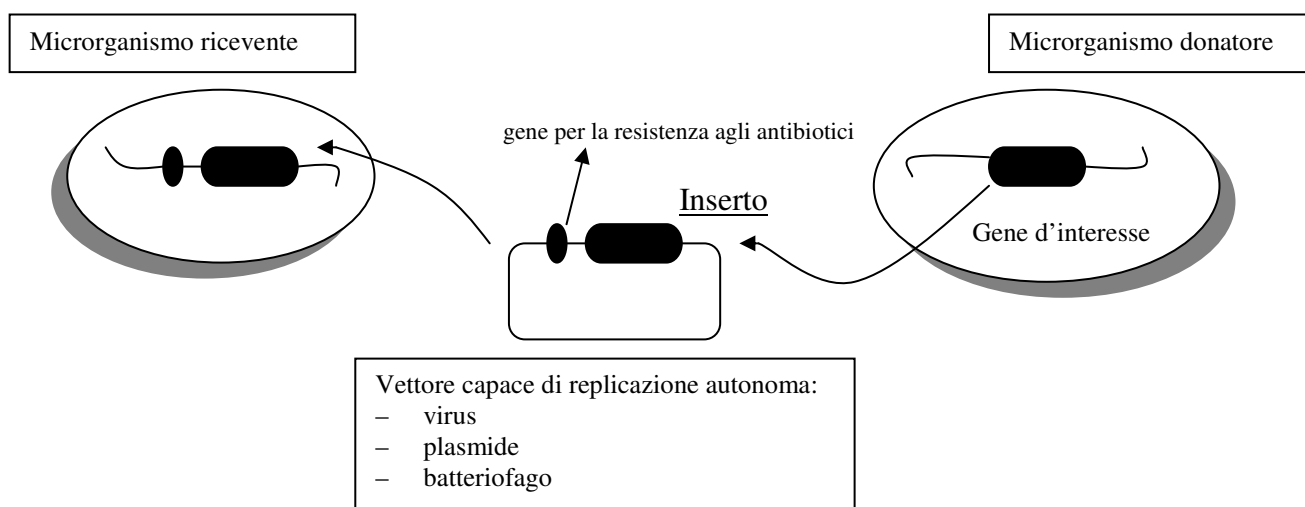 Microrganismo ricevente
Microrganismo donatore
gene per la resistenza agli antibiotici
Inserto
Gene d’interesse
Vettore capace di replicazione autonoma:
– virus
– plasmide
– batteriofago